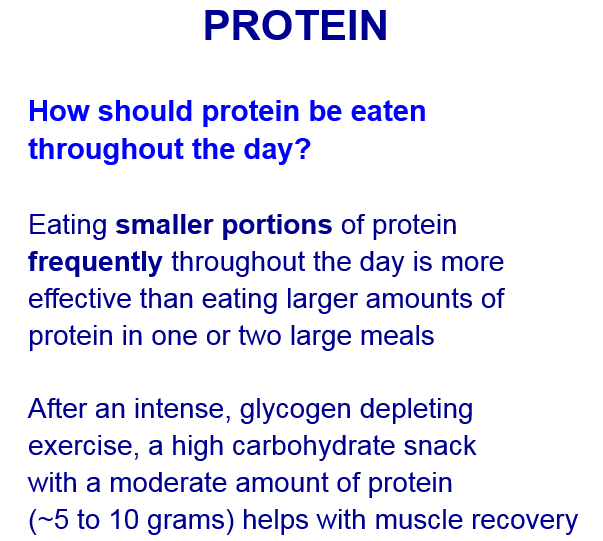 PROTEIN
How should protein be eaten
throughout the day?
Eating smaller portions of protein
frequently throughout the day is more
effective than eating larger amounts of
protein in one or two large meals
After an intense, glycogen depleting
exercise, a high carbohydrate snack
with a moderate amount of protein
(~5 to 10 grams) helps with muscle recovery